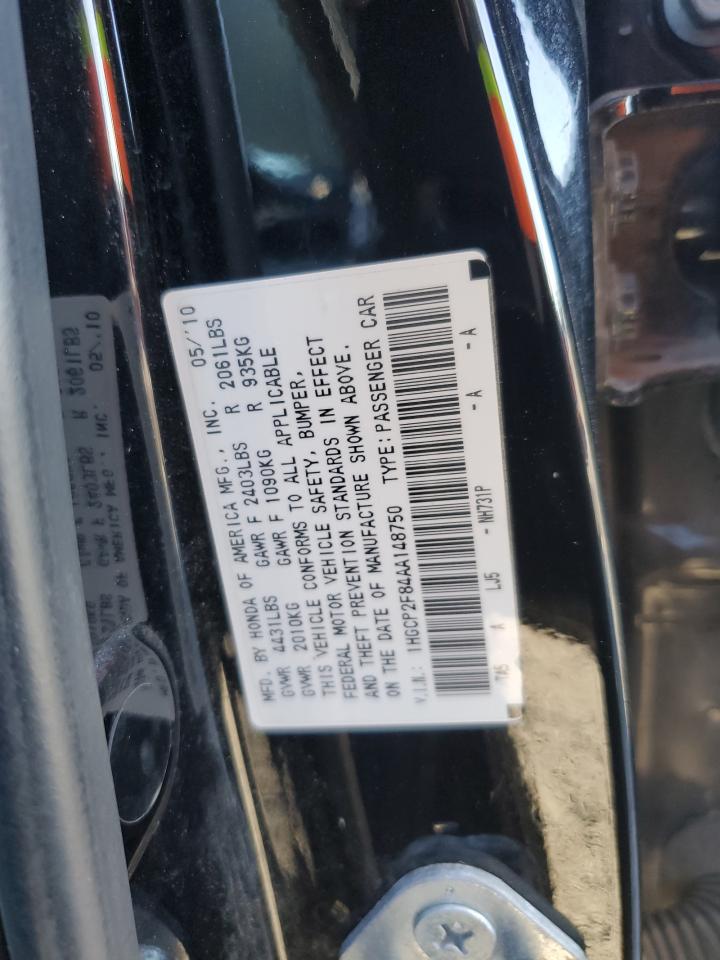 MFD. BY HONDA OF AMERICA MFG., INC. 05/'10
GVWR 4431LBS GAWR F 2403LBS R 2061LBS
GVWR 2010KG GAWR F 1090KG R 935KG
THIS VEHICLE CONFORMS TO ALL APPLICABLE
FEDERAL MOTOR VEHICLE SAFETY, BUMPER,
AND THEFT PREVENTION STANDARDS IN EFFECT
ON THE DATE OF MANUFACTURE SHOWN ABOVE.
V.I.N.: 1HGCP2F84AA148750 TYPE:PASSENGER CAR
TA5 A LJ5 - NH731P - A - A